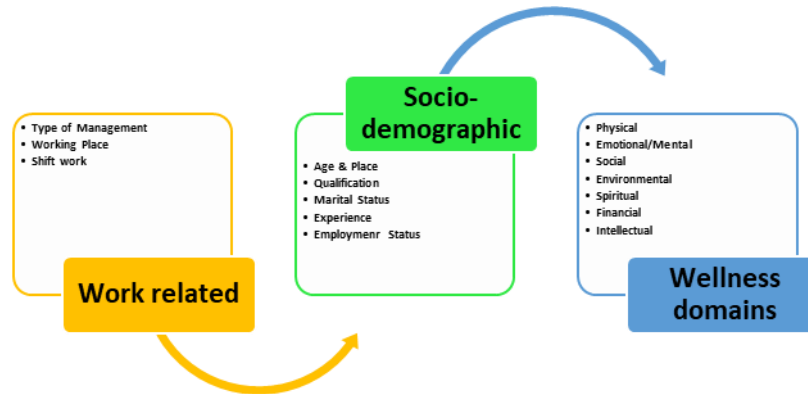 Type of Management
Working Place
Shift work
Work related
Socio-
demographic
Age & Place
Qualification
Marital Status
Experience
Employmenr Status
Physical
Emotional/Mental
Social
Environmental
Spiritual
Financial
Intellectual
Wellness
domains